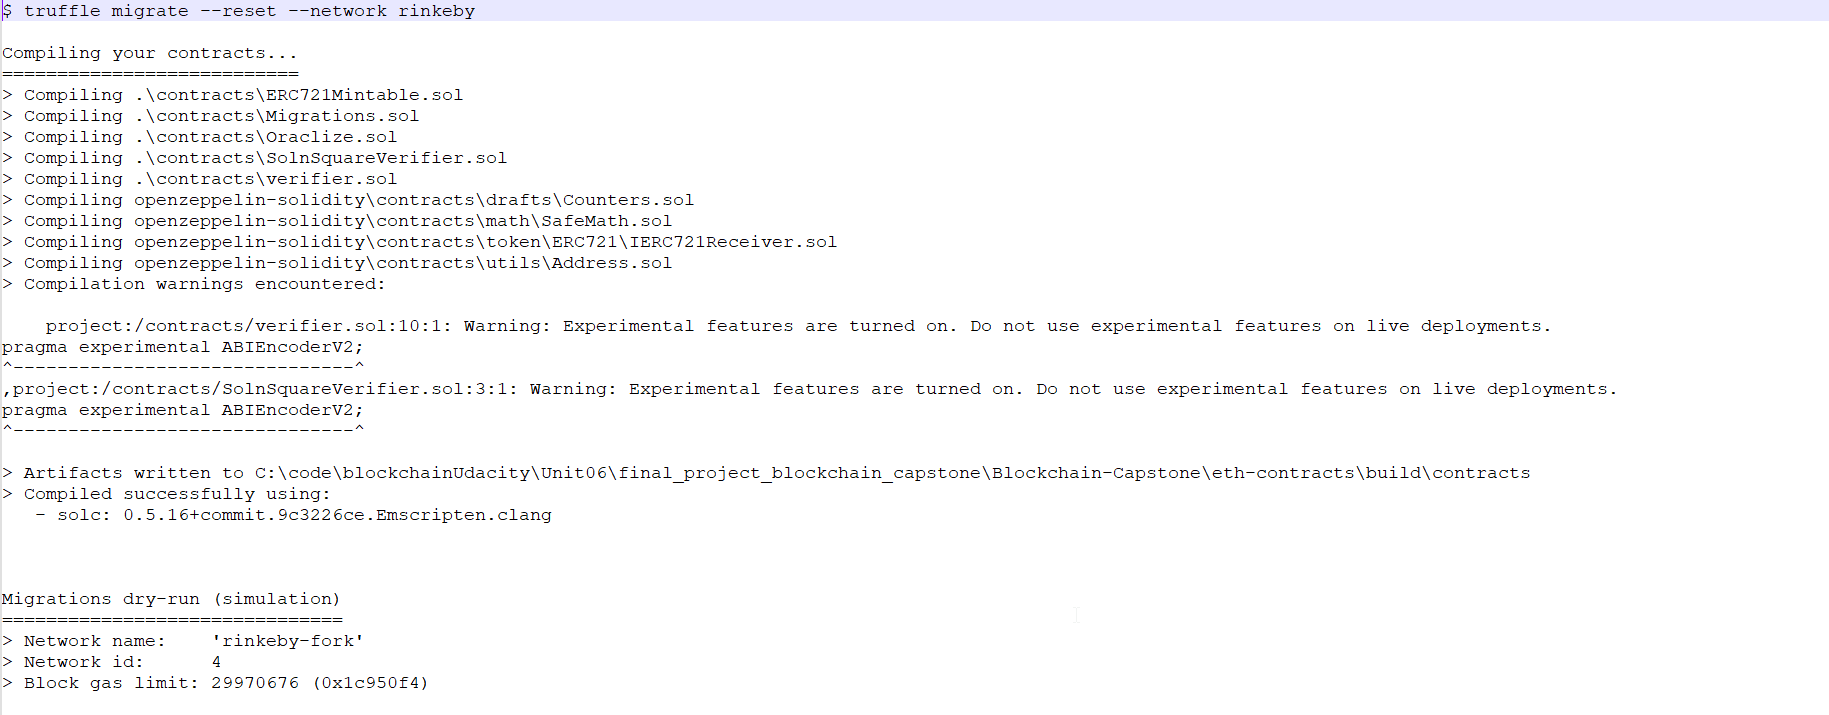 $ truffle migrate --reset --network rinkeby
Compiling your contracts...
===========================
> Compiling .\contracts\ERC721Mintable.sol
> Compiling .\contracts\Migrations.sol
> Compiling .\contracts\Oraclize.sol
> Compiling .\contracts\SolnSquareVerifier.sol
> Compiling .\contracts\verifier.sol
> Compiling openzeppelin-solidity\contracts\drafts\Counters.sol
> Compiling openzeppelin-solidity\contracts\math\SafeMath.sol
> Compiling openzeppelin-solidity\contracts\token\ERC721\IERC721Receiver.sol
> Compiling openzeppelin-solidity\contracts\utils\Address.sol
> Compilation warnings encountered:
    project:/contracts/verifier.sol:10:1: Warning: Experimental features are turned on. Do not use experimental features on live deployments.
pragma experimental ABIEncoderV2;
^-------------------------------^
,project:/contracts/SolnSquareVerifier.sol:3:1: Warning: Experimental features are turned on. Do not use experimental features on live deployments.
pragma experimental ABIEncoderV2;
^-------------------------------^
> Artifacts written to C:\code\blockchainUdacity\Unit06\final_project_blockchain_capstone\Blockchain-Capstone\eth-contracts\build\contracts
> Compiled successfully using:
   - solc: 0.5.16+commit.9c3226ce.Emscripten.clang
Migrations dry-run (simulation)
===============================
> Network name:    'rinkeby-fork'
> Network id:      4
> Block gas limit: 29970676 (0x1c950f4)